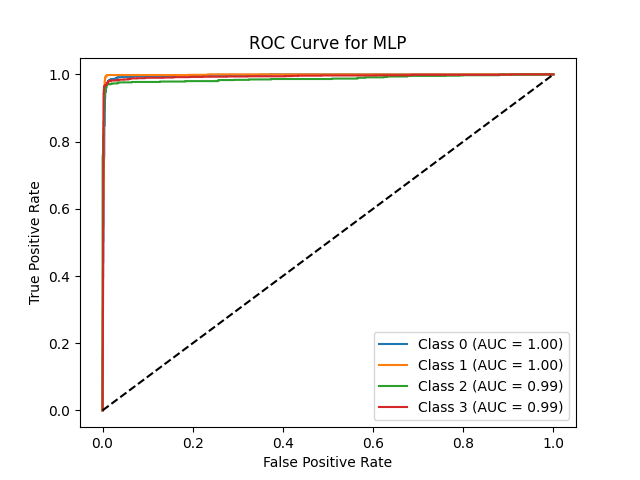 ROC Curve for MLP
1.0
0.8
0.6
0.4
0.2
0.0
True Positive Rate
Class 0 (AUC = 1.00)
Class 1 (AUC = 1.00)
Class 2 (AUC = 0.99)
Class 3 (AUC = 0.99)
0.0 0.2 0.4 0.6 0.8 1.0
False Positive Rate